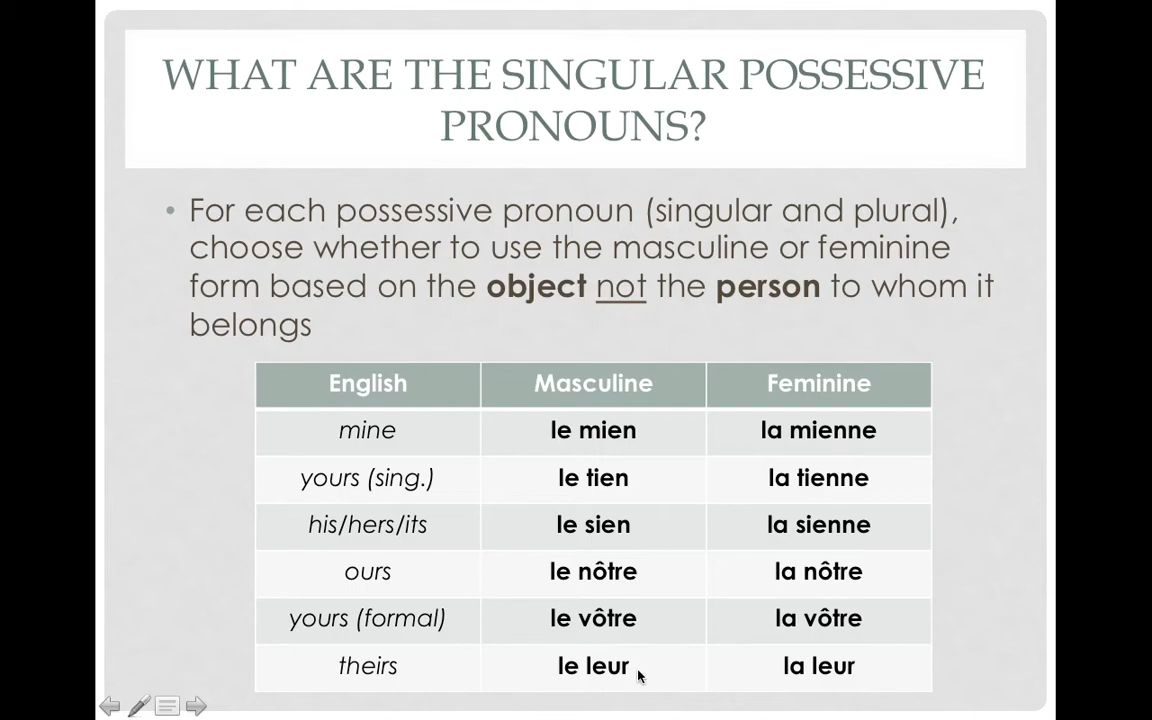 WHAT ARE THE SINGULAR POSSESSIVE
PRONOUNS?
• For each possessive pronoun (singular and plural),
choose whether to use the masculine or feminine
form based on the object not the person to whom it
belongs
English Masculine Feminine
mine le mien la mienne
yours (sing.) le tien la tienne
his/hers/its le sien la sienne
ours le nôtre la nôtre
yours (formal) le vôtre la vôtre
theirs le leur la leur